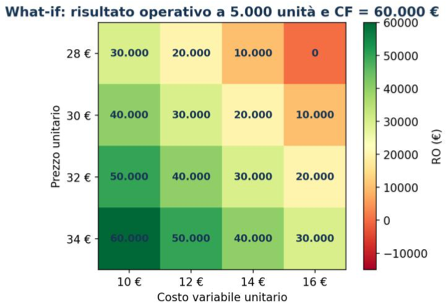 What-if: risultato operativo a 5.000 unità e CF = 60.000 €
28 € 30.000 20.000 10.000 0
30 € 40.000 30.000 20.000 10.000
32 € 50.000 40.000 30.000 20.000
34 € 60.000 50.000 40.000 30.000
10 € 12 € 14 € 16 €
Costo variabile unitario
Prezzo unitario
60000
50000
40000
30000
20000
10000
0
−10000
RO (€)